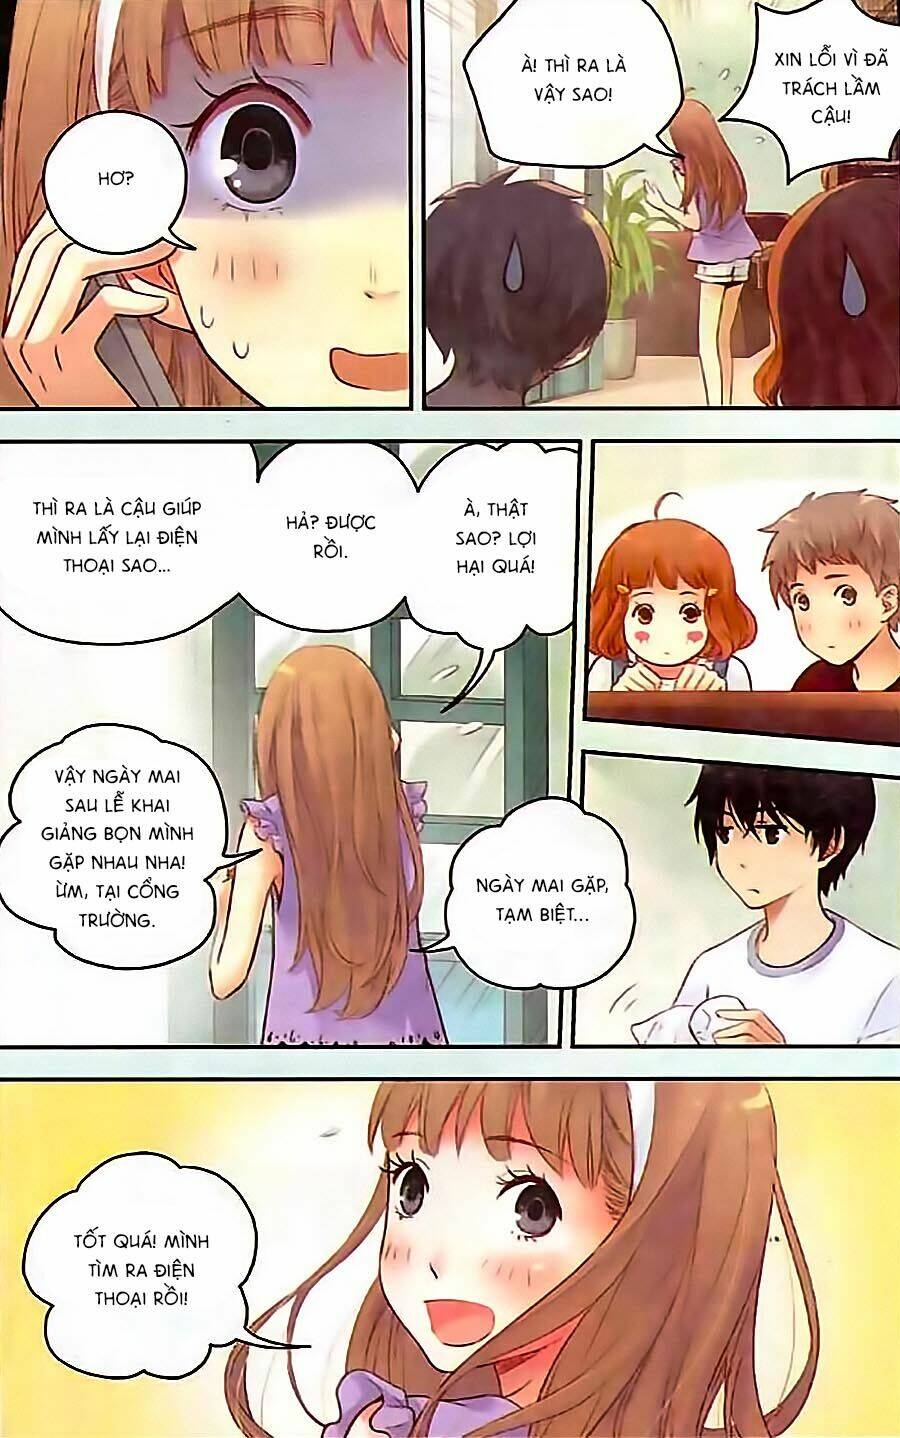 HƠ?
À! THÌ RA LÀ
VẬY SAO!
XIN LỖI VÌ ĐÃ
TRÁCH LẦM
CẬU!
THÌ RA LÀ CẬU GIÚP
MÌNH LẤY LẠI ĐIỆN
THOẠI SAO...
HẢ? ĐƯỢC
RỒI.
À, THẬT
SAO? LỢI
HẠI QUÁ!
VẬY NGÀY MAI
SAU LỄ KHAI
GIẢNG BỌN MÌNH
GẶP NHAU NHA!
ỪM, TẠI CỔNG
TRƯỜNG.
NGÀY MAI GẶP,
TẠM BIỆT...
TỐT QUÁ! MÌNH
TÌM RA ĐIỆN
THOẠI RỒI!